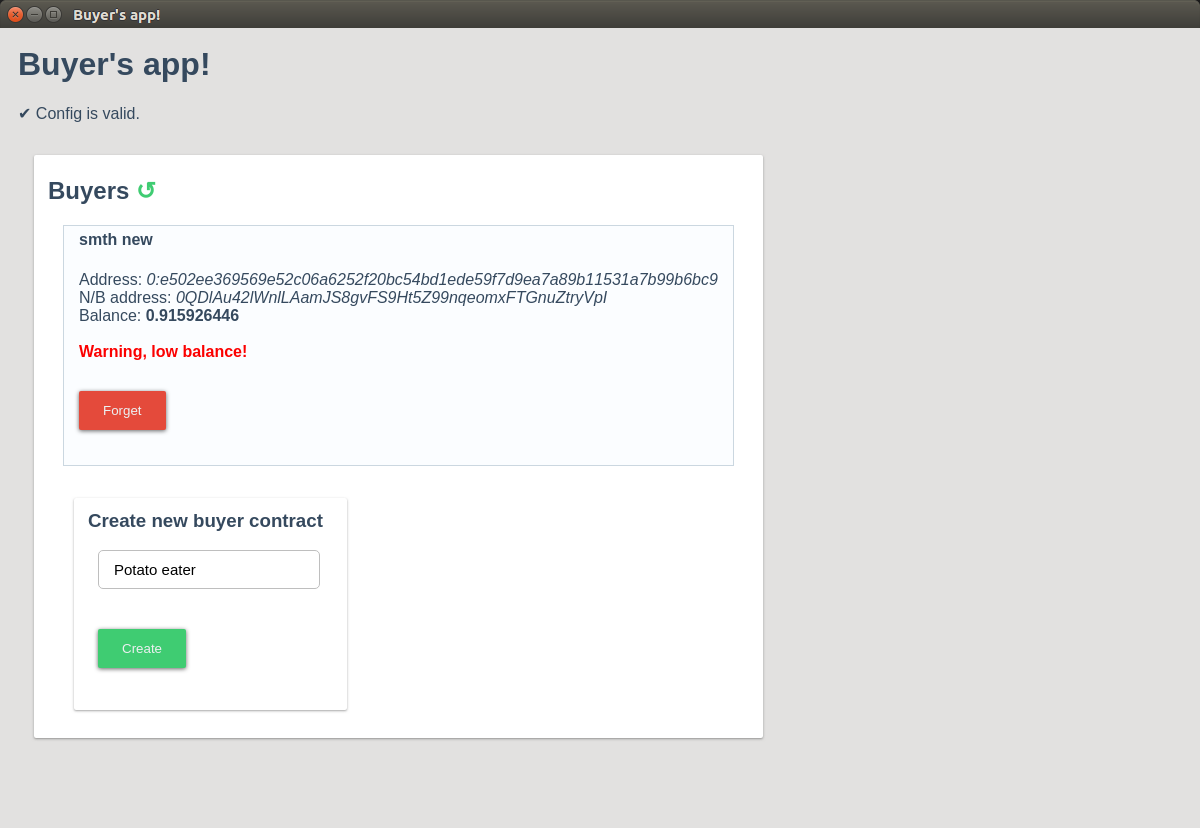 Buyer's app!
Buyer's app!
✔ Config is valid.
Buyers ↺
smth new
Address: 0:e502ee369569e52c06a6252f20bc54bd1ede59f7d9ea7a89b11531a7b99b6bc9
N/B address: 0QDlAu42lWnlLAamJS8gvFS9Ht5Z99nqeomxFTGnuZtryVpI
Balance: 0.915926446
Warning, low balance!
Forget
Create new buyer contract
Potato eater
Create